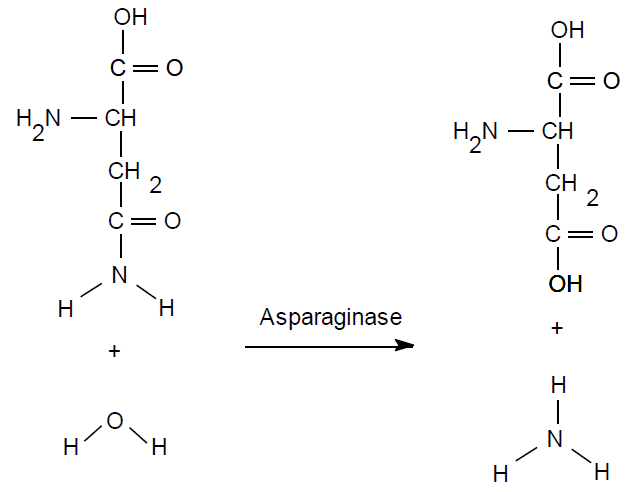 OH
C = O
H2N — CH
CH 2
C = O
N
H H
+
O
H H
Asparaginase
OH
C = O
H2N — CH
CH 2
C = O
OH
+
H
N
H H